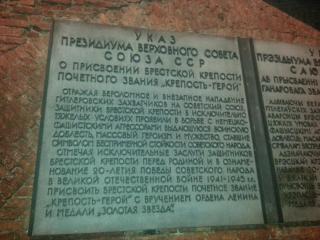 УКАЗ
ПРЕЗИДИУМА ВЕРХОВНОГО СОВЕТА
СОЮЗА ССР
О ПРИСВОЕНИИ БРЕСТСКОЙ КРЕПОСТИ
ПОЧЕТНОГО ЗВАНИЯ „КРЕПОСТЬ-ГЕРОЙ"
ОТРАЖАЯ ВЕРОЛОМНОЕ И ВНЕЗАПНОЕ НАПАДЕНИЕ
ГИТЛЕРОВСКИХ ЗАХВАТЧИКОВ НА СОВЕТСКИЙ СОЮЗ,
ЗАЩИТНИКИ БРЕСТСКОЙ КРЕПОСТИ В ИСКЛЮЧИТЕЛЬНО
ТЯЖЕЛЫХ УСЛОВИЯХ ПРОЯВИЛИ В БОРЬБЕ С НЕМЕЦКО-
ФАШИСТСКИМИ АГРЕССОРАМИ ВЫДАЮЩУЮСЯ ВОИНСКУЮ
ДОБЛЕСТЬ, МАССОВЫЙ ГЕРОИЗМ И МУЖЕСТВО, СТАВШИЕ
СИМВОЛОМ БЕСПРИМЕРНОЙ СТОЙКОСТИ СОВЕТСКОГО НАРОДА.
ОТМЕЧАЯ ИСКЛЮЧИТЕЛЬНЫЕ ЗАСЛУГИ ЗАЩИТНИКОВ
БРЕСТСКОЙ КРЕПОСТИ ПЕРЕД РОДИНОЙ И В ОЗНАМЕ-
НОВАНИЕ 20-ЛЕТИЯ ПОБЕДЫ СОВЕТСКОГО НАРОДА
В ВЕЛИКОЙ ОТЕЧЕСТВЕННОЙ ВОЙНЕ 1941-1945 гг.
ПРИСВОИТЬ БРЕСТСКОЙ КРЕПОСТИ ПОЧЕТНОЕ ЗВАНИЕ
„КРЕПОСТЬ-ГЕРОЙ" С ВРУЧЕНИЕМ ОРДЕНА ЛЕНИНА
И МЕДАЛИ „ЗОЛОТАЯ ЗВЕЗДА".
АБ ПРЫСВАЕННІ
ГАНАРОВАГА